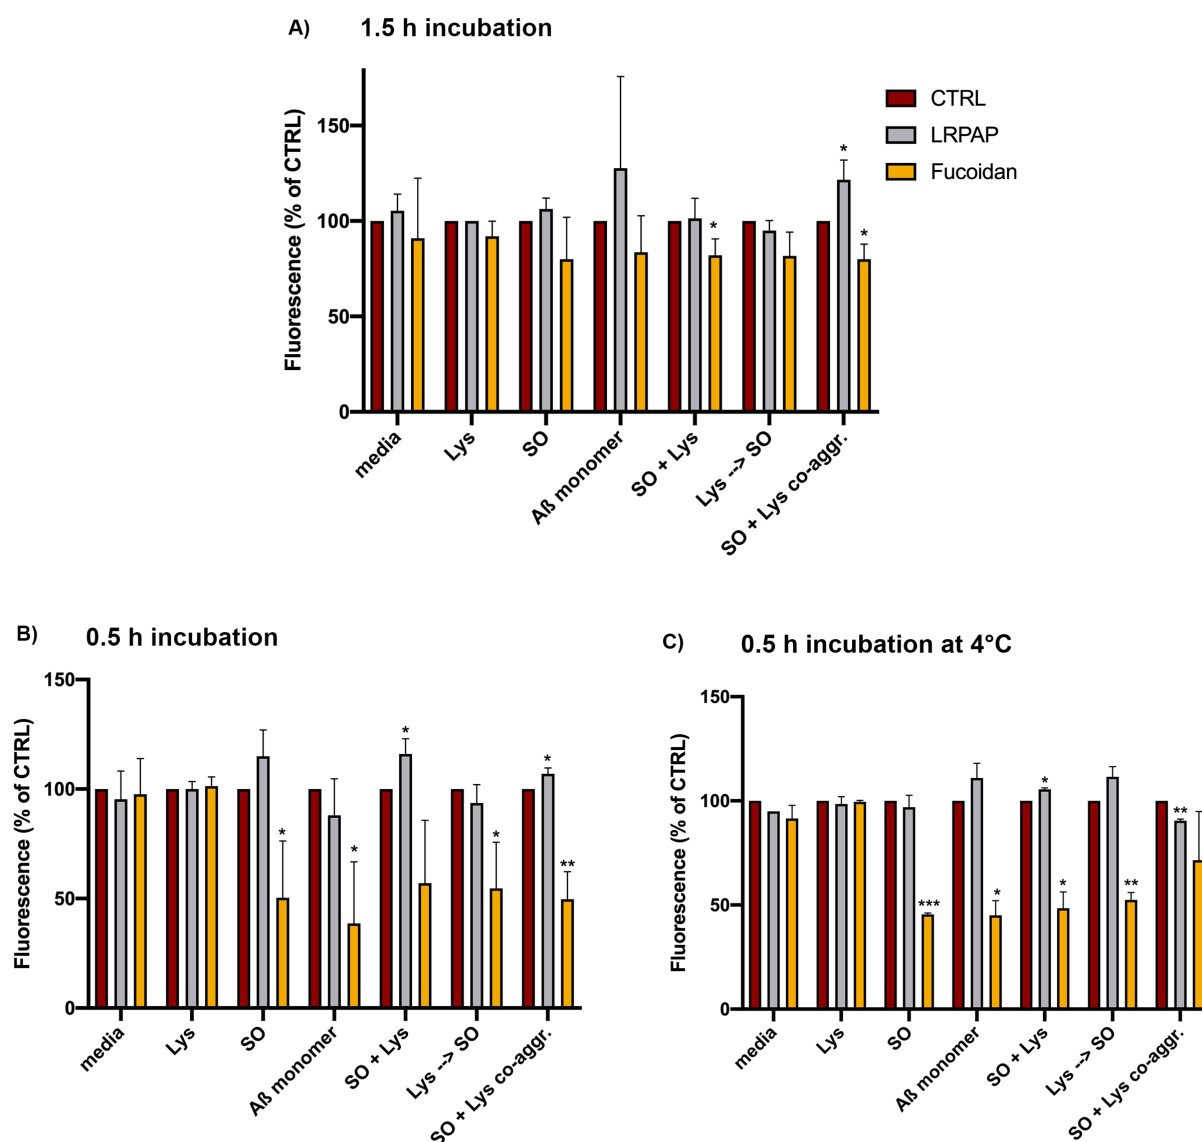 A) 1.5 h incubation
Fluorescence (% of CTRL)
150
100
50
0
* * * 
media
Lys
SO
Aß monomer
SO + Lys
Lys --> SO
SO + Lys co-aggr.
CTRL
LRPAP
Fucoidan
B) 0.5 h incubation
Fluorescence (% of CTRL)
150
100
50
0
* * * * * **
media
Lys
SO
Aß monomer
SO + Lys
Lys --> SO
SO + Lys co-aggr.
C) 0.5 h incubation at 4°C
Fluorescence (% of CTRL)
150
100
50
0
*** * * * ** **
media
Lys
SO
Aß monomer
SO + Lys
Lys --> SO
SO + Lys co-aggr.